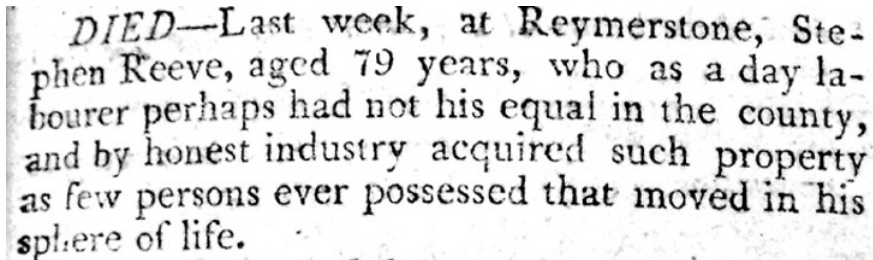 DIED—Last week, at Reymerstone, Ste-
phen Reeve, aged 79 years, who as a day la-
bourer perhaps had not his equal in the county,
and by honest industry acquired such property
as few persons ever possessed that moved in his
sphere of life.